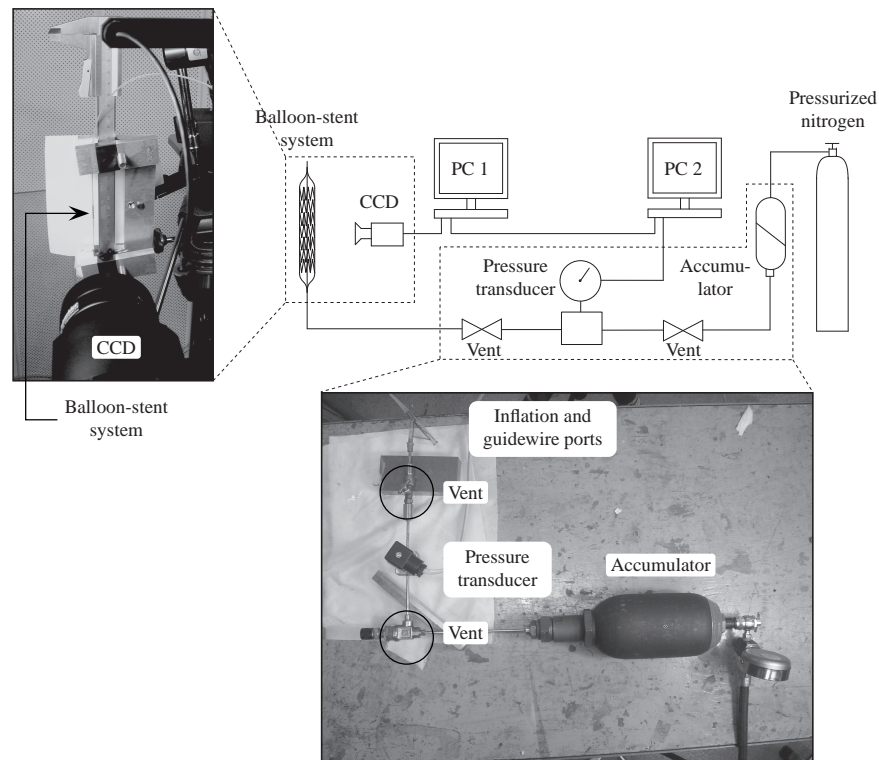 Pressurized
nitrogen
Balloon-stent
system
PC 1
PC 2
CCD
Pressure
transducer
Accumu-
lator
Vent
Vent
CCD
Balloon-stent
system
Inflation and
guidewire ports
Vent
Pressure
transducer
Accumulator
Vent